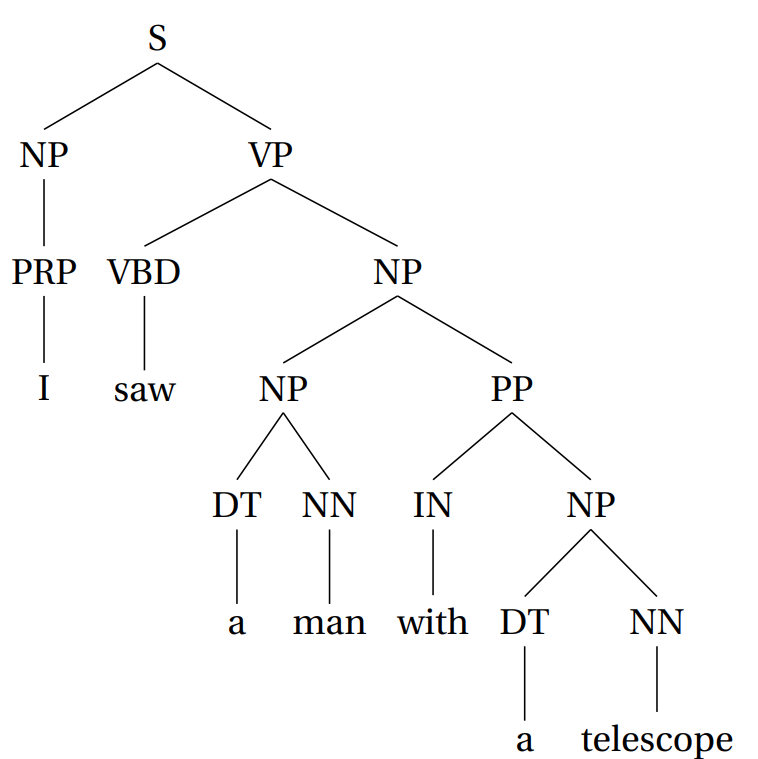 S
NP VP
PRP VBD NP
I saw NP PP
DT NN IN NP
a man with DT NN
a telescope